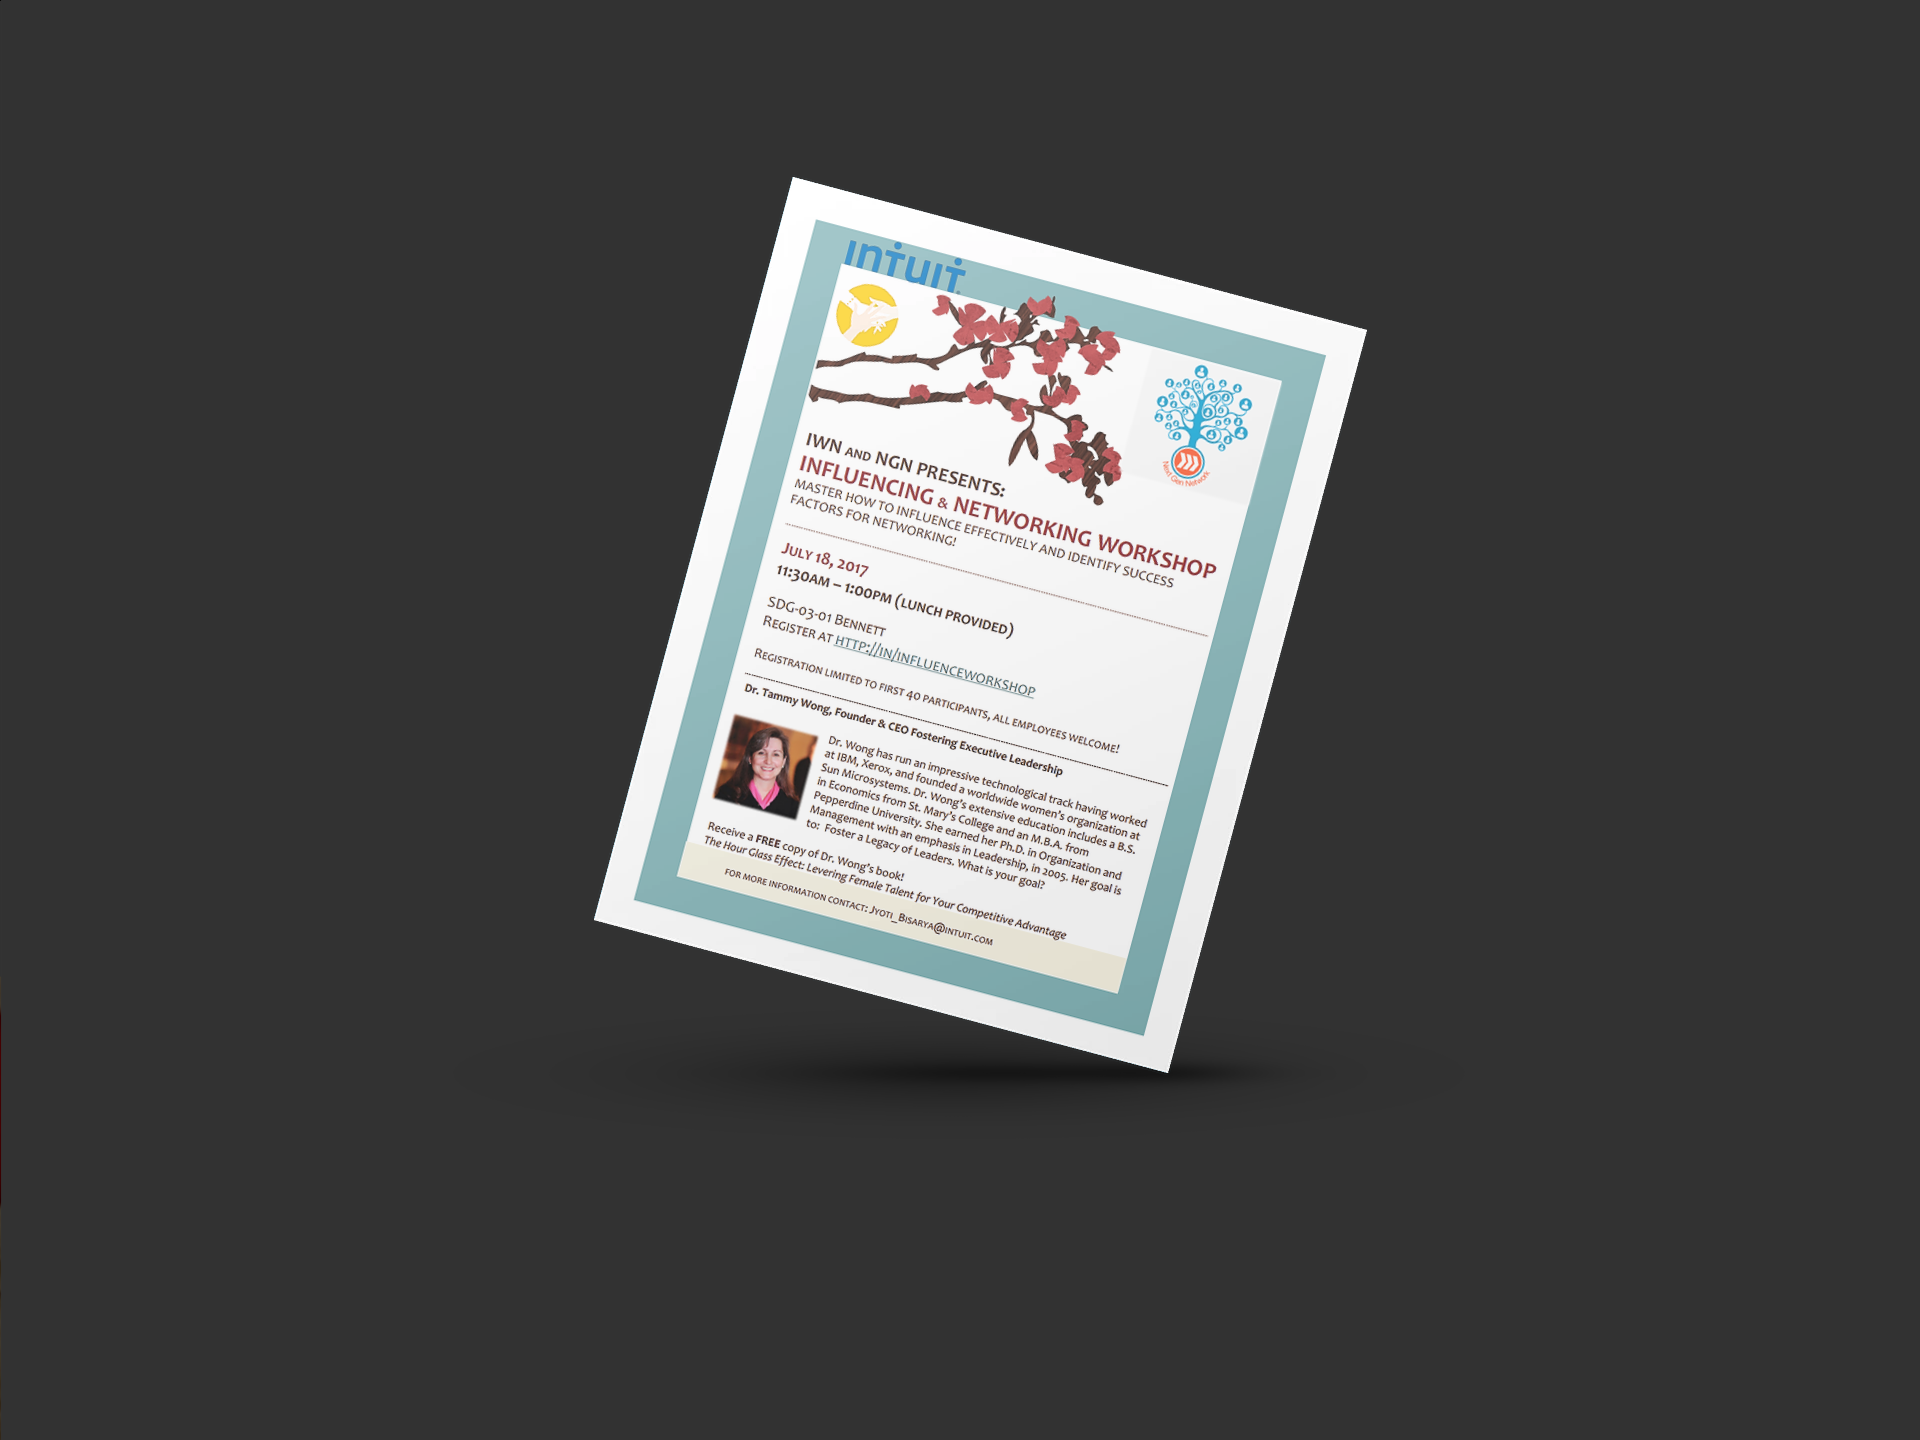 intuit
Next Gen Network
IWN AND NGN PRESENTS:
INFLUENCING & NETWORKING WORKSHOP
MASTER HOW TO INFLUENCE EFFECTIVELY AND IDENTIFY SUCCESS
FACTORS FOR NETWORKING!
JULY 18, 2017
11:30AM – 1:00PM (LUNCH PROVIDED)
SDG-03-01 BENNETT
REGISTER AT HTTP://IN/INFLUENCEWORKSHOP
REGISTRATION LIMITED TO FIRST 40 PARTICIPANTS, ALL EMPLOYEES WELCOME!
Dr. Tammy Wong, Founder & CEO Fostering Executive Leadership
Dr. Wong has run an impressive technological track having worked
at IBM, Xerox, and founded a worldwide women's organization at
Sun Microsystems. Dr. Wong's extensive education includes a B.S.
in Economics from St. Mary's College and an M.B.A. from
Pepperdine University. She earned her Ph.D. in Organization and
Management with an emphasis in Leadership, in 2005. Her goal is
to: Foster a Legacy of Leaders. What is your goal?
Receive a FREE copy of Dr. Wong's book!
The Hour Glass Effect: Levering Female Talent for Your Competitive Advantage
FOR MORE INFORMATION CONTACT: JYOTI_BISARYA@INTUIT.COM